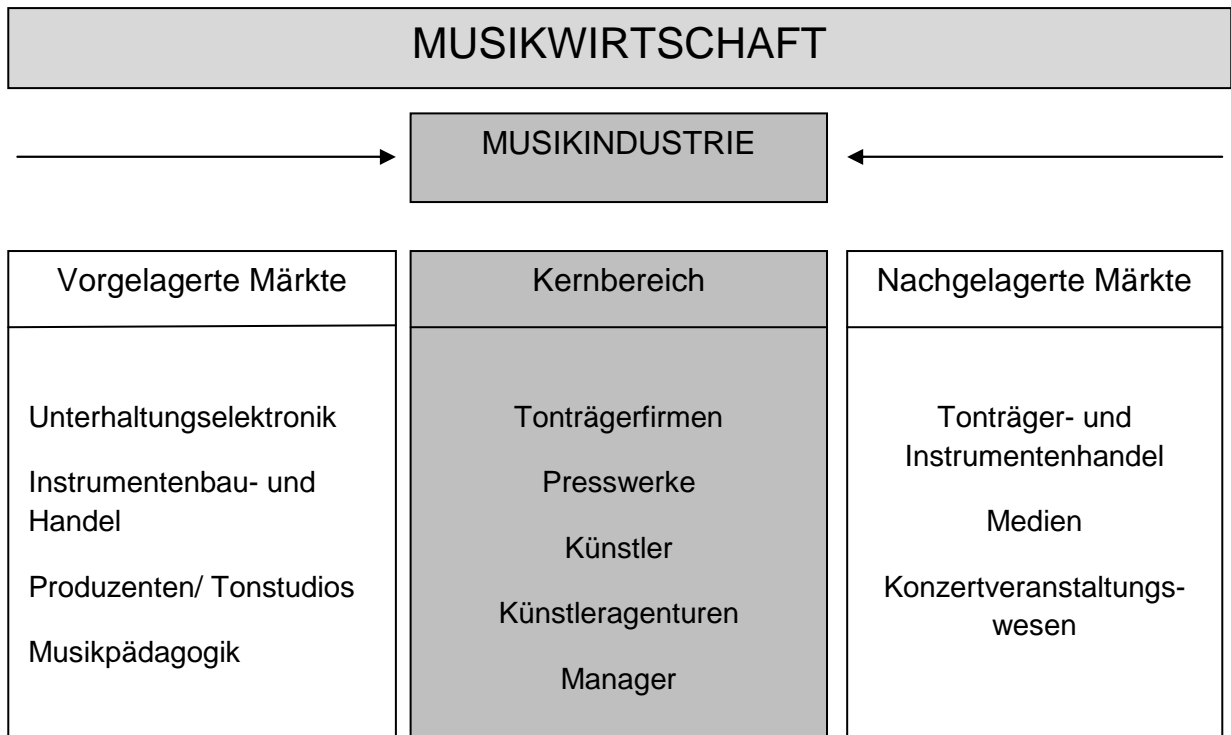 MUSIKWIRTSCHAFT
MUSIKINDUSTRIE
Vorgelagerte Märkte
Unterhaltungselektronik
Instrumentenbau- und
Handel
Produzenten/ Tonstudios
Musikpädagogik
Kernbereich
Tonträgerfirmen
Presswerke
Künstler
Künstleragenturen
Manager
Nachgelagerte Märkte
Tonträger- und
Instrumentenhandel
Medien
Konzertveranstaltungs-
wesen